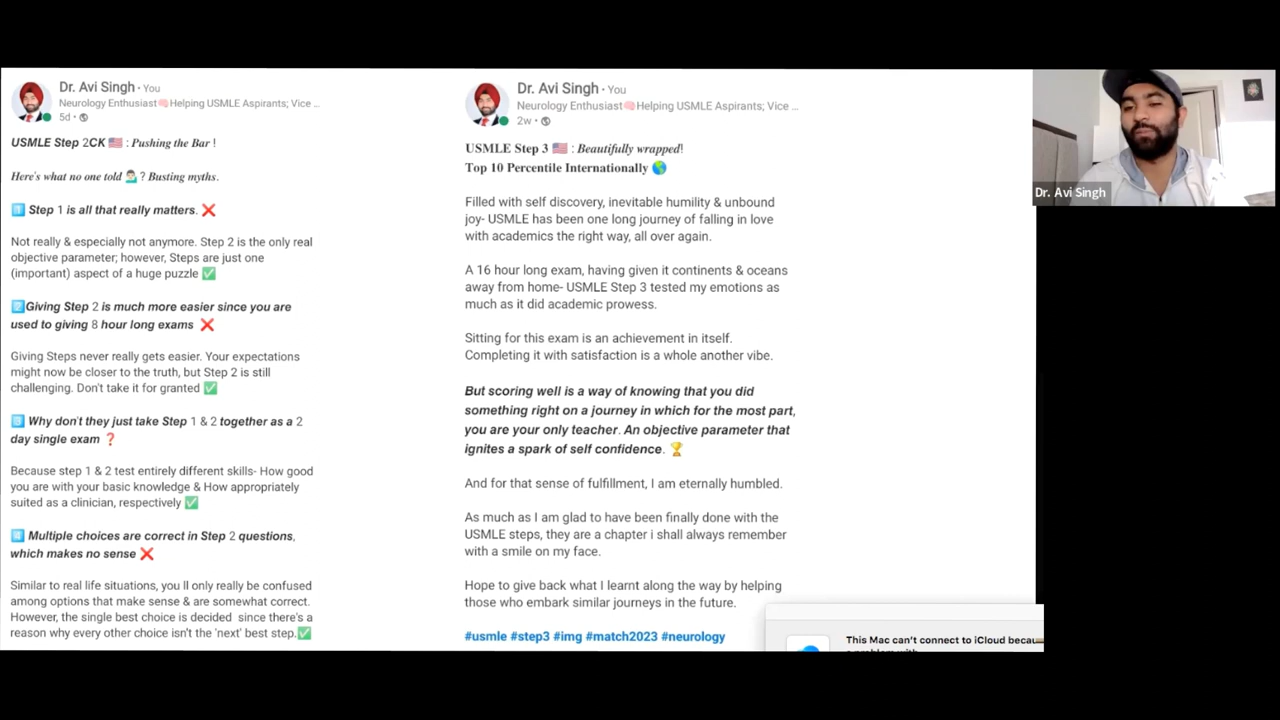 Dr. Avi Singh • You
Neurology Enthusiast🧠Helping USMLE Aspirants; Vice ...
5d •
USMLE Step 2CK 🇺🇸 : Pushing the Bar !
Here's what no one told 💁🏻‍♂️ ? Busting myths.
1️⃣ Step 1 is all that really matters. ❌
Not really & especially not anymore. Step 2 is the only real
objective parameter; however, Steps are just one
(important) aspect of a huge puzzle ✅
2️⃣Giving Step 2 is much more easier since you are
used to giving 8 hour long exams ❌
Giving Steps never really gets easier. Your expectations
might now be closer to the truth, but Step 2 is still
challenging. Don't take it for granted ✅
3️⃣ Why don't they just take Step 1 & 2 together as a 2
day single exam ❓
Because step 1 & 2 test entirely different skills- How good
you are with your basic knowledge & How appropriately
suited as a clinician, respectively ✅
4️⃣ Multiple choices are correct in Step 2 questions,
which makes no sense ❌
Similar to real life situations, you ll only really be confused
among options that make sense & are somewhat correct.
However, the single best choice is decided since there's a
reason why every other choice isn't the 'next' best step.✅
Dr. Avi Singh • You
Neurology Enthusiast🧠Helping USMLE Aspirants; Vice ...
2w •
USMLE Step 3 🇺🇸 : Beautifully wrapped!
Top 10 Percentile Internationally 🌎
Filled with self discovery, inevitable humility & unbound
joy- USMLE has been one long journey of falling in love
with academics the right way, all over again.
A 16 hour long exam, having given it continents & oceans
away from home- USMLE Step 3 tested my emotions as
much as it did academic prowess.
Sitting for this exam is an achievement in itself.
Completing it with satisfaction is a whole another vibe.
But scoring well is a way of knowing that you did
something right on a journey in which for the most part,
you are your only teacher. An objective parameter that
ignites a spark of self confidence. 🏆
And for that sense of fulfillment, I am eternally humbled.
As much as I am glad to have been finally done with the
USMLE steps, they are a chapter i shall always remember
with a smile on my face.
Hope to give back what I learnt along the way by helping
those who embark similar journeys in the future.
#usmle #step3 #img #match2023 #neurology
Dr. Avi Singh
This Mac can't connect to iCloud becau